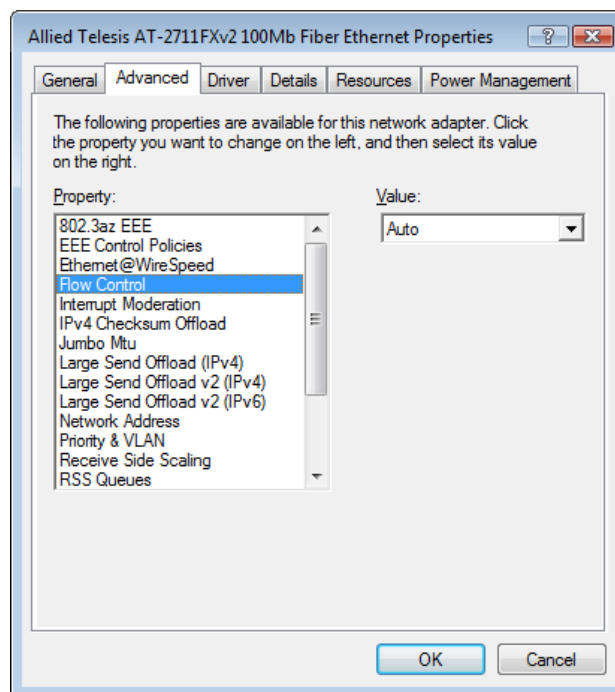 Allied Telesis AT-2711FXv2 100Mb Fiber Ethernet Properties
General Advanced Driver Details Resources Power Management
The following properties are available for this network adapter. Click
the property you want to change on the left, and then select its value
on the right.
Property:
802.3az EEE
EEE Control Policies
Ethernet@WireSpeed
Flow Control
Interrupt Moderation
IPv4 Checksum Offload
Jumbo Mtu
Large Send Offload (IPv4)
Large Send Offload v2 (IPv4)
Large Send Offload v2 (IPv6)
Network Address
Priority & VLAN
Receive Side Scaling
RSS Queues
Value:
Auto
OK Cancel